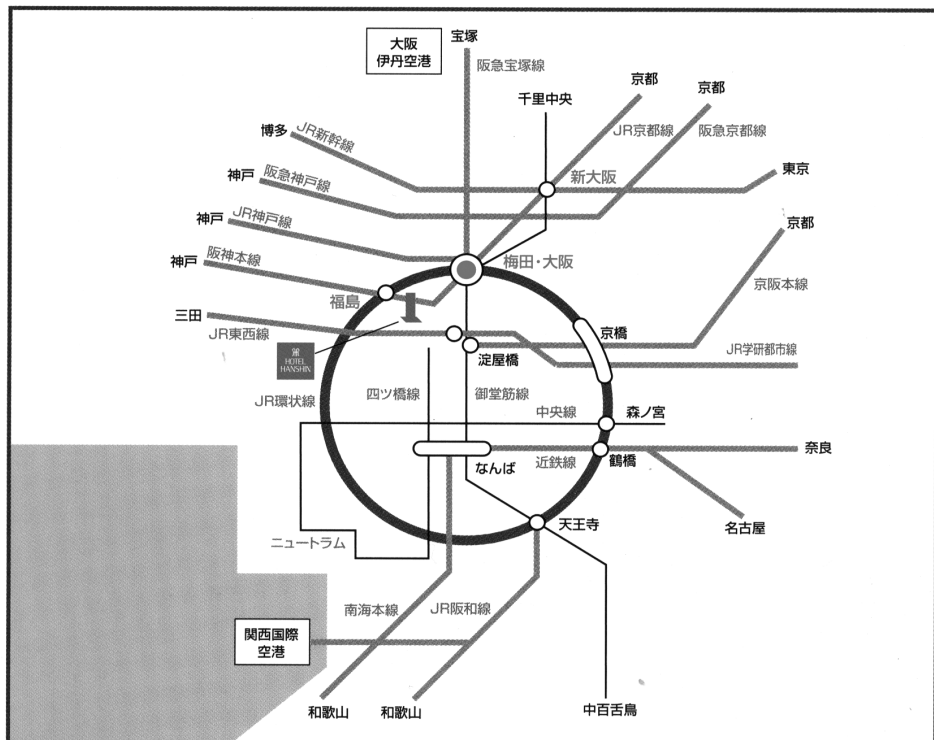 大阪
伊丹空港
宝塚
阪急宝塚線
千里中央
京都
京都
JR京都線
阪急京都線
博多
JR新幹線
新大阪
東京
神戸
阪急神戸線
神戸
JR神戸線
京都
神戸
阪神本線
梅田・大阪
京阪本線
福島
三田
JR東西線
京橋
淀屋橋
JR学研都市線
HOTEL
HANSHIN
JR環状線
四ツ橋線
御堂筋線
中央線
森ノ宮
なんば
近鉄線
鶴橋
奈良
名古屋
天王寺
ニュートラム
南海本線
JR阪和線
関西国際
空港
和歌山
和歌山
中百舌鳥